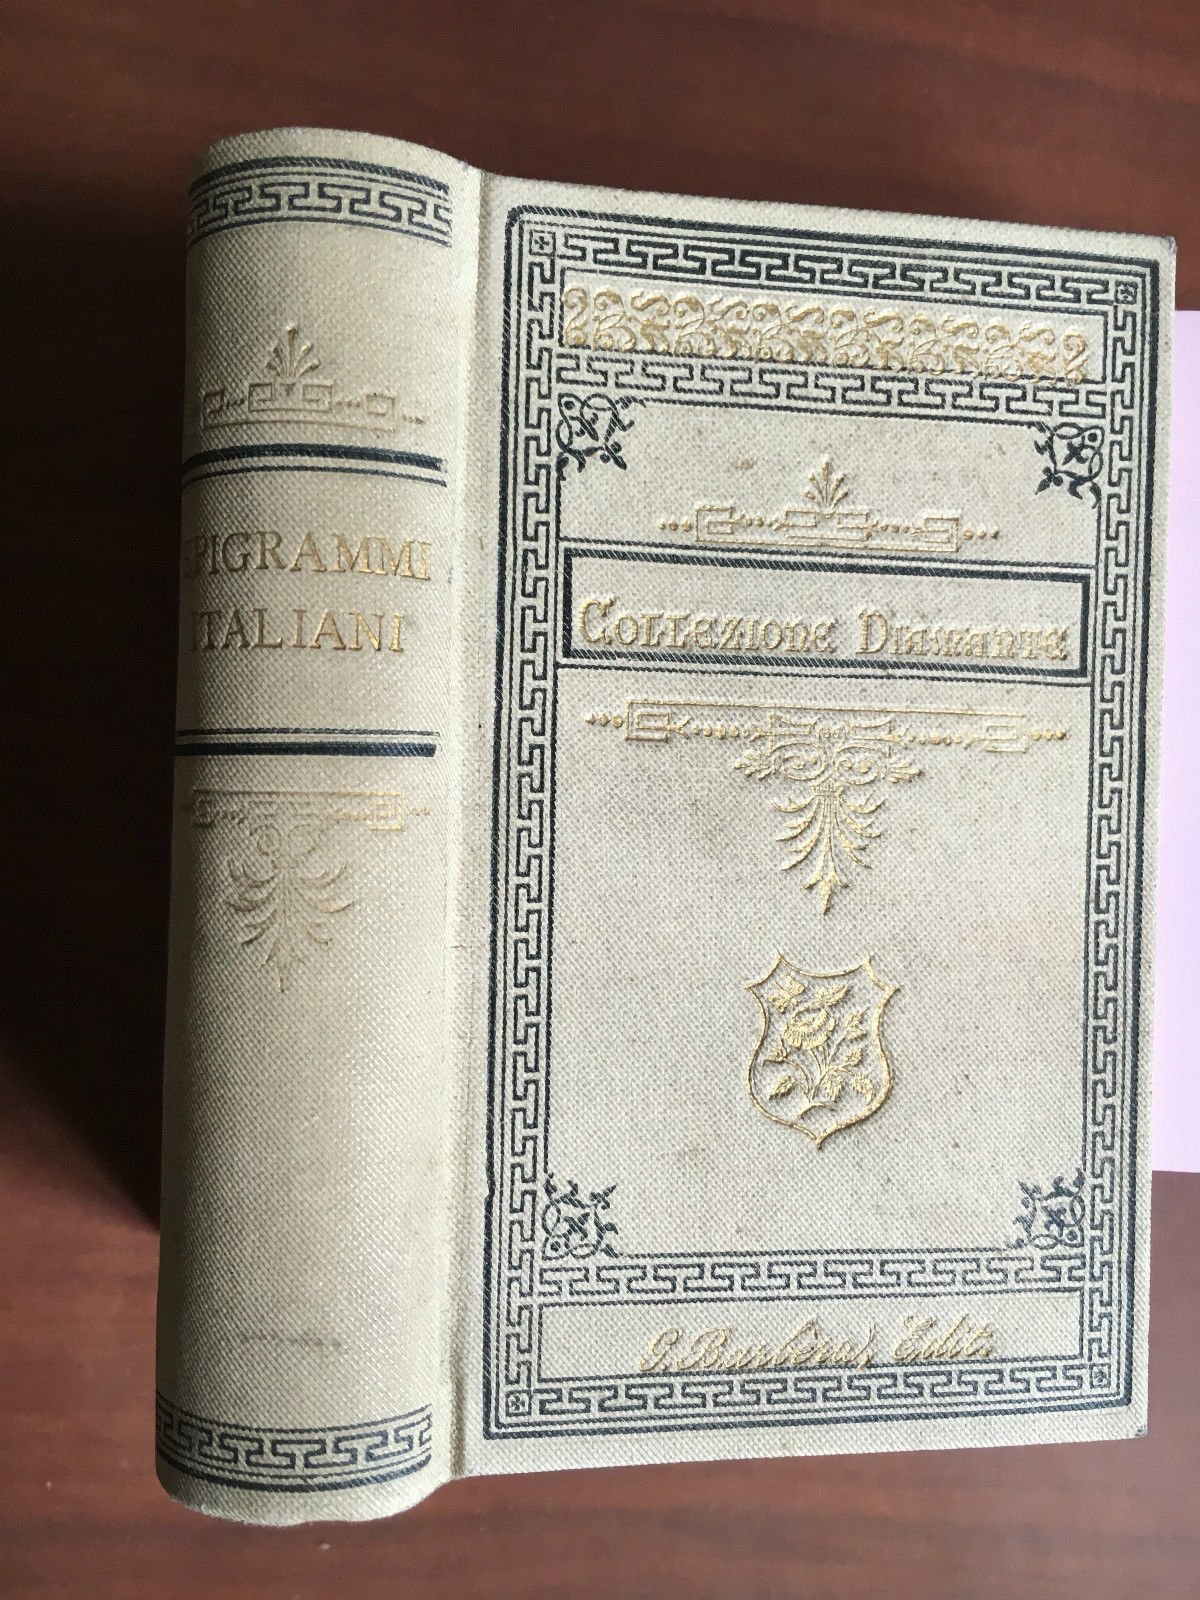 EPIGRAMMI
ITALIANI
Collezione Diamante
G. Barbèra, Edit.